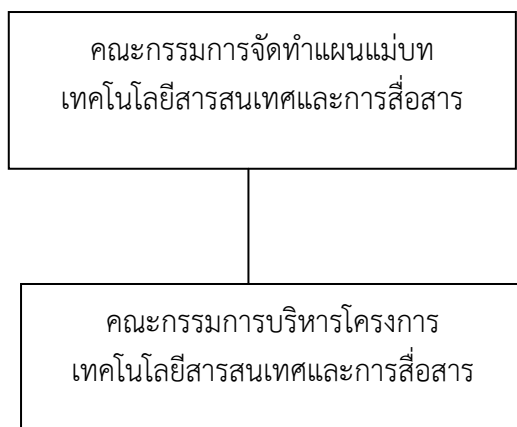 คณะกรรมการจัดทำแผนแม่บท
เทคโนโลยีสารสนเทศและการสื่อสาร
คณะกรรมการบริหารโครงการ
เทคโนโลยีสารสนเทศและการสื่อสาร